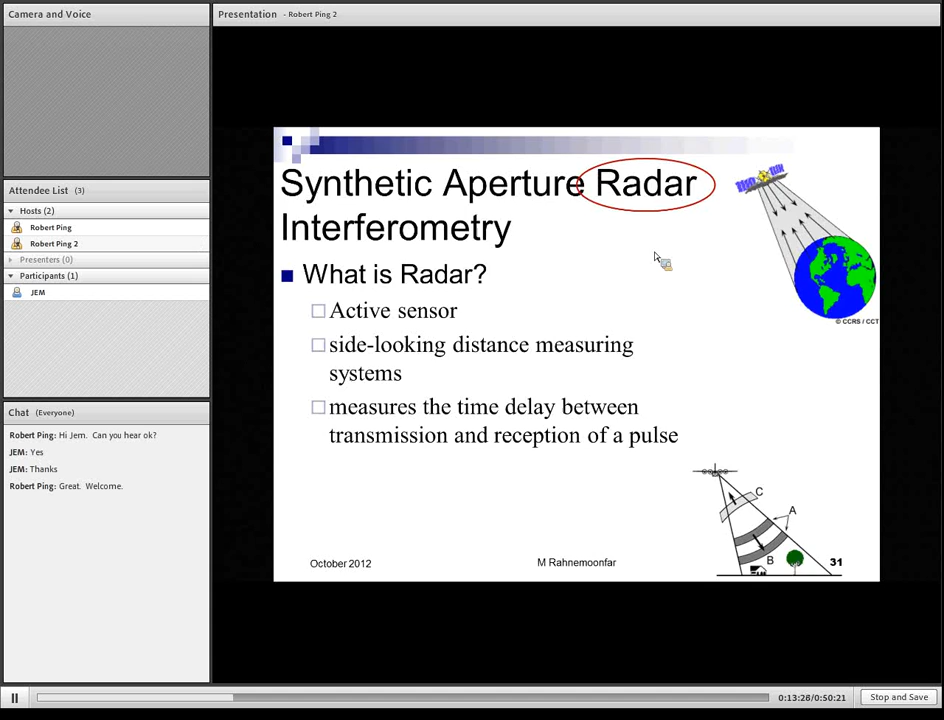 Camera and Voice
Presentation - Robert Ping 2
Attendee List (3)
Hosts (2)
Robert Ping
Robert Ping 2
Presenters (0)
Participants (1)
JEM
Chat (Everyone)
Robert Ping: Hi Jem. Can you hear ok?
JEM: Yes
JEM: Thanks
Robert Ping: Great. Welcome.
Synthetic Aperture Radar
Interferometry
What is Radar?
Active sensor
side-looking distance measuring
systems
measures the time delay between
transmission and reception of a pulse
© CCRS / CCT
C
A
B
October 2012
M Rahnemoonfar
31
0:13:26/0:50:21
Stop and Save